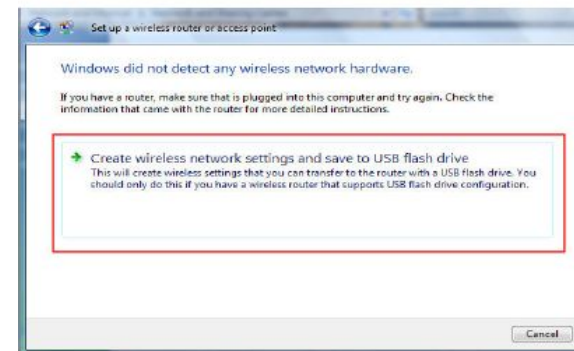 Set up a wireless router or access point
Windows did not detect any wireless network hardware.
If you have a router, make sure that is plugged into this computer and try again. Check the
information that came with the router for more detailed instructions.
Create wireless network settings and save to USB flash drive
This will create wireless settings that you can transfer to the router with a USB flash drive. You
should only do this if you have a wireless router that supports USB flash drive configuration.
Cancel